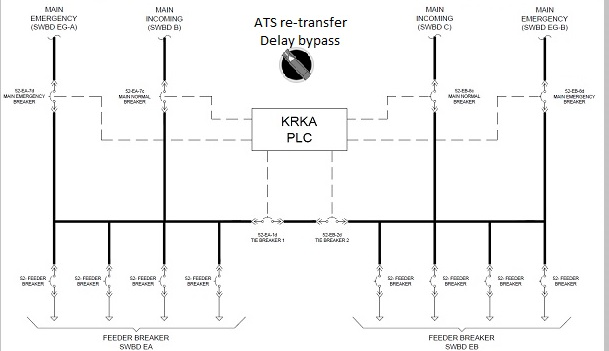 MAIN
EMERGENCY
(SWBD EG-A)
MAIN
INCOMING
(SWBD B)
ATS re-transfer
Delay bypass
MAIN
INCOMING
(SWBD C)
MAIN
EMERGENCY
(SWBD EG-B)
52-EA-7d
MAIN EMERGENCY
BREAKER
52-EA-7c
MAIN NORMAL
BREAKER
KRKA
PLC
52-EB-6c
MAIN NORMAL
BREAKER
52-EB-6d
MAIN EMERGENCY
BREAKER
52-EA-1d
TIE BREAKER 1
52-EB-2d
TIE BREAKER 2
52- FEEDER
BREAKER
52- FEEDER
BREAKER
52- FEEDER
BREAKER
52- FEEDER
BREAKER
52- FEEDER
BREAKER
52- FEEDER
BREAKER
52- FEEDER
BREAKER
52- FEEDER
BREAKER
FEEDER BREAKER
SWBD EA
FEEDER BREAKER
SWBD EB